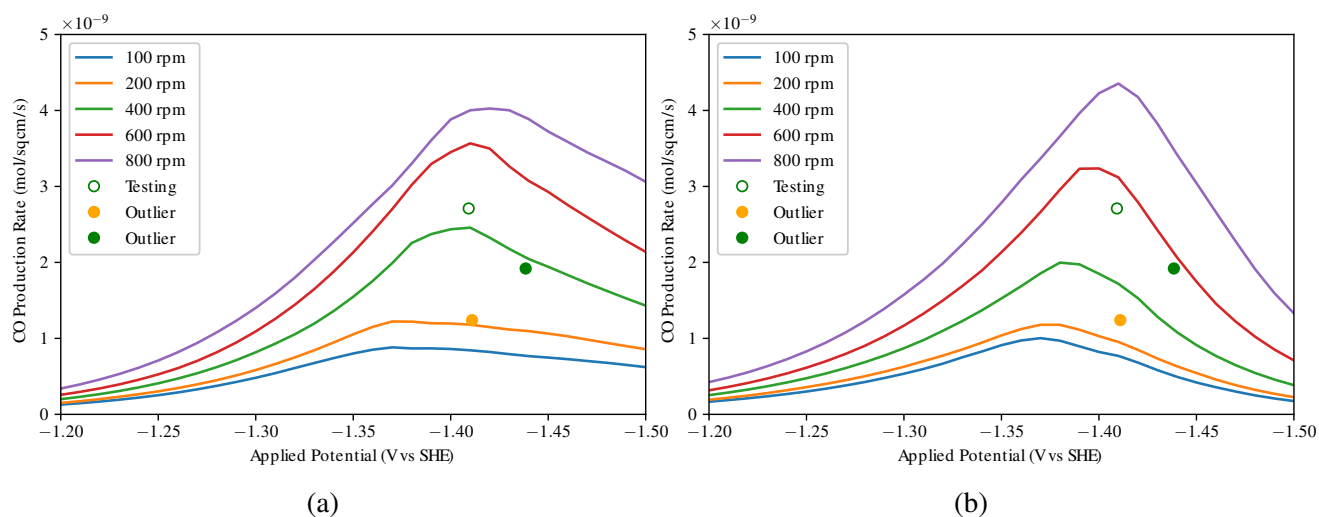 ×10⁻⁹
5
4
3
2
1
0
CO Production Rate (mol/sqcm/s)
100 rpm
200 rpm
400 rpm
600 rpm
800 rpm
Testing
Outlier
Outlier
−1.20 −1.25 −1.30 −1.35 −1.40 −1.45 −1.50
Applied Potential (V vs SHE)
(a)
×10⁻⁹
5
4
3
2
1
0
CO Production Rate (mol/sqcm/s)
100 rpm
200 rpm
400 rpm
600 rpm
800 rpm
Testing
Outlier
Outlier
−1.20 −1.25 −1.30 −1.35 −1.40 −1.45 −1.50
Applied Potential (V vs SHE)
(b)